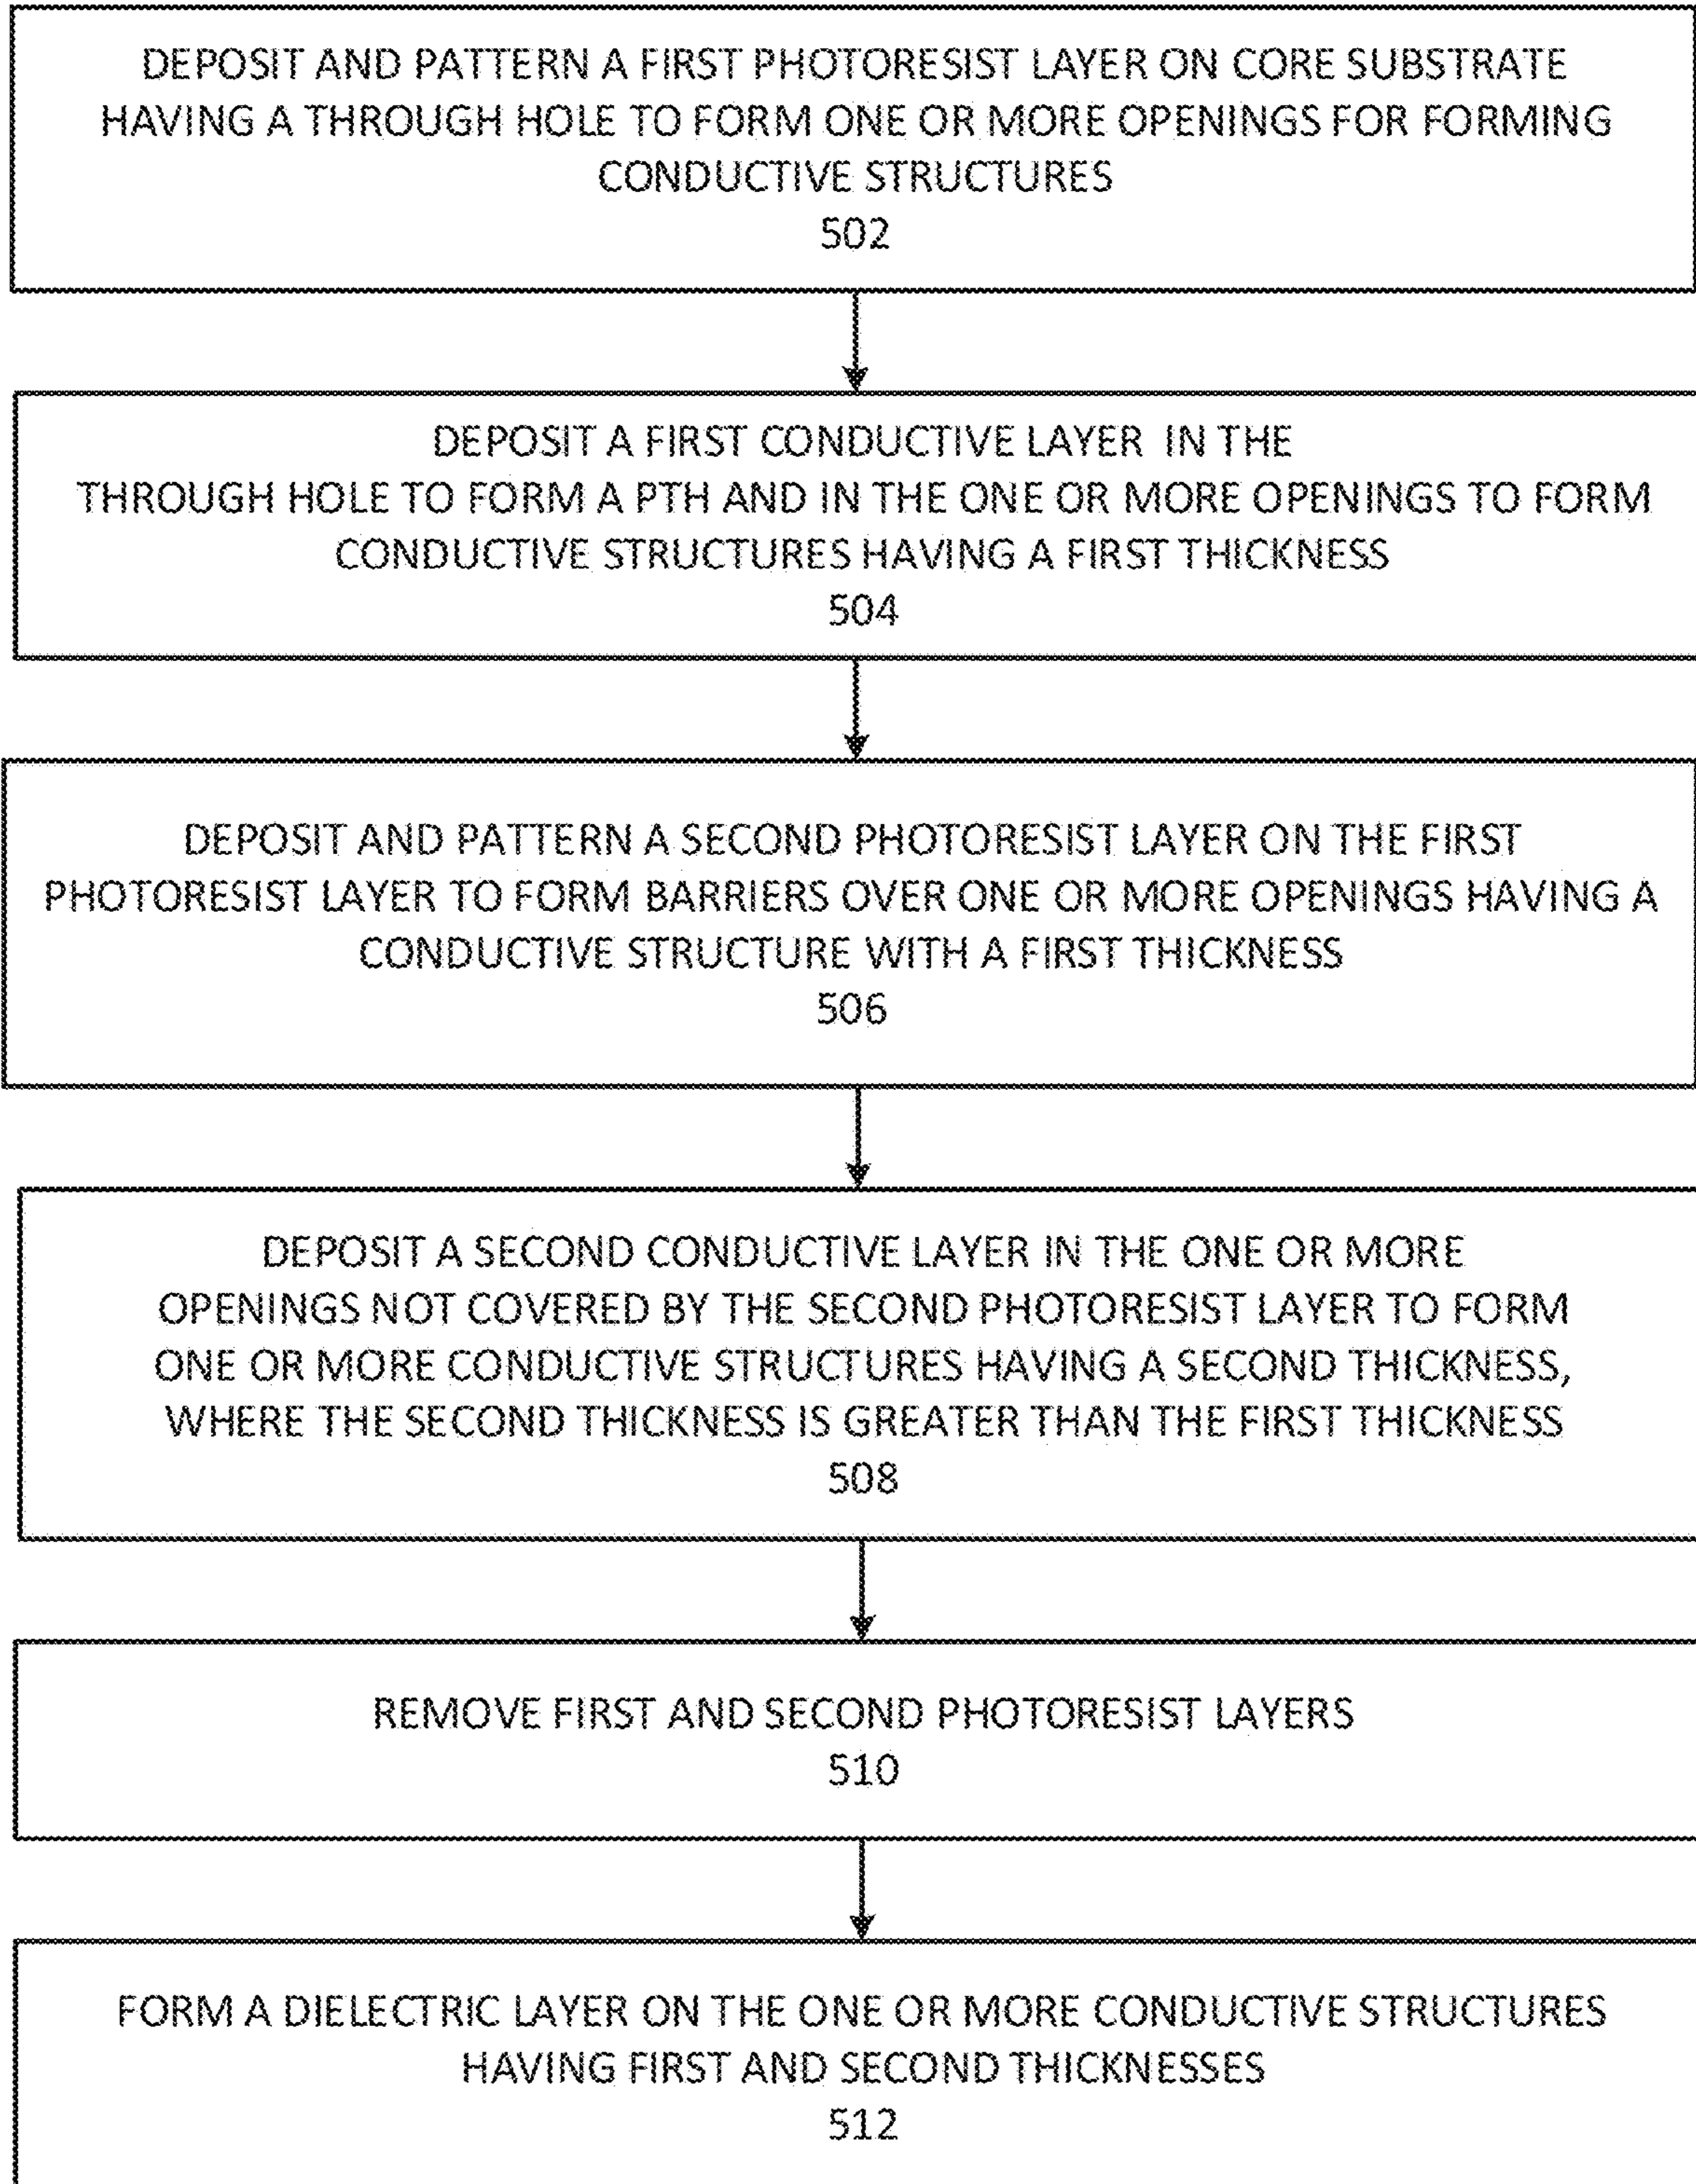 DEPOSIT AND PATTERN A FIRST PHOTORESIST LAYER ON CORE SUBSTRATE
HAVING A THROUGH HOLE TO FORM ONE OR MORE OPENINGS FOR FORMING
CONDUCTIVE STRUCTURES
502
DEPOSIT A FIRST CONDUCTIVE LAYER IN THE
THROUGH HOLE TO FORM A PTH AND IN THE ONE OR MORE OPENINGS TO FORM
CONDUCTIVE STRUCTURES HAVING A FIRST THICKNESS
504
DEPOSIT AND PATTERN A SECOND PHOTORESIST LAYER ON THE FIRST
PHOTORESIST LAYER TO FORM BARRIERS OVER ONE OR MORE OPENINGS HAVING A
CONDUCTIVE STRUCTURE WITH A FIRST THICKNESS
506
DEPOSIT A SECOND CONDUCTIVE LAYER IN THE ONE OR MORE
OPENINGS NOT COVERED BY THE SECOND PHOTORESIST LAYER TO FORM
ONE OR MORE CONDUCTIVE STRUCTURES HAVING A SECOND THICKNESS,
WHERE THE SECOND THICKNESS IS GREATER THAN THE FIRST THICKNESS
508
REMOVE FIRST AND SECOND PHOTORESIST LAYERS
510
FORM A DIELECTRIC LAYER ON THE ONE OR MORE CONDUCTIVE STRUCTURES
HAVING FIRST AND SECOND THICKNESSES
512